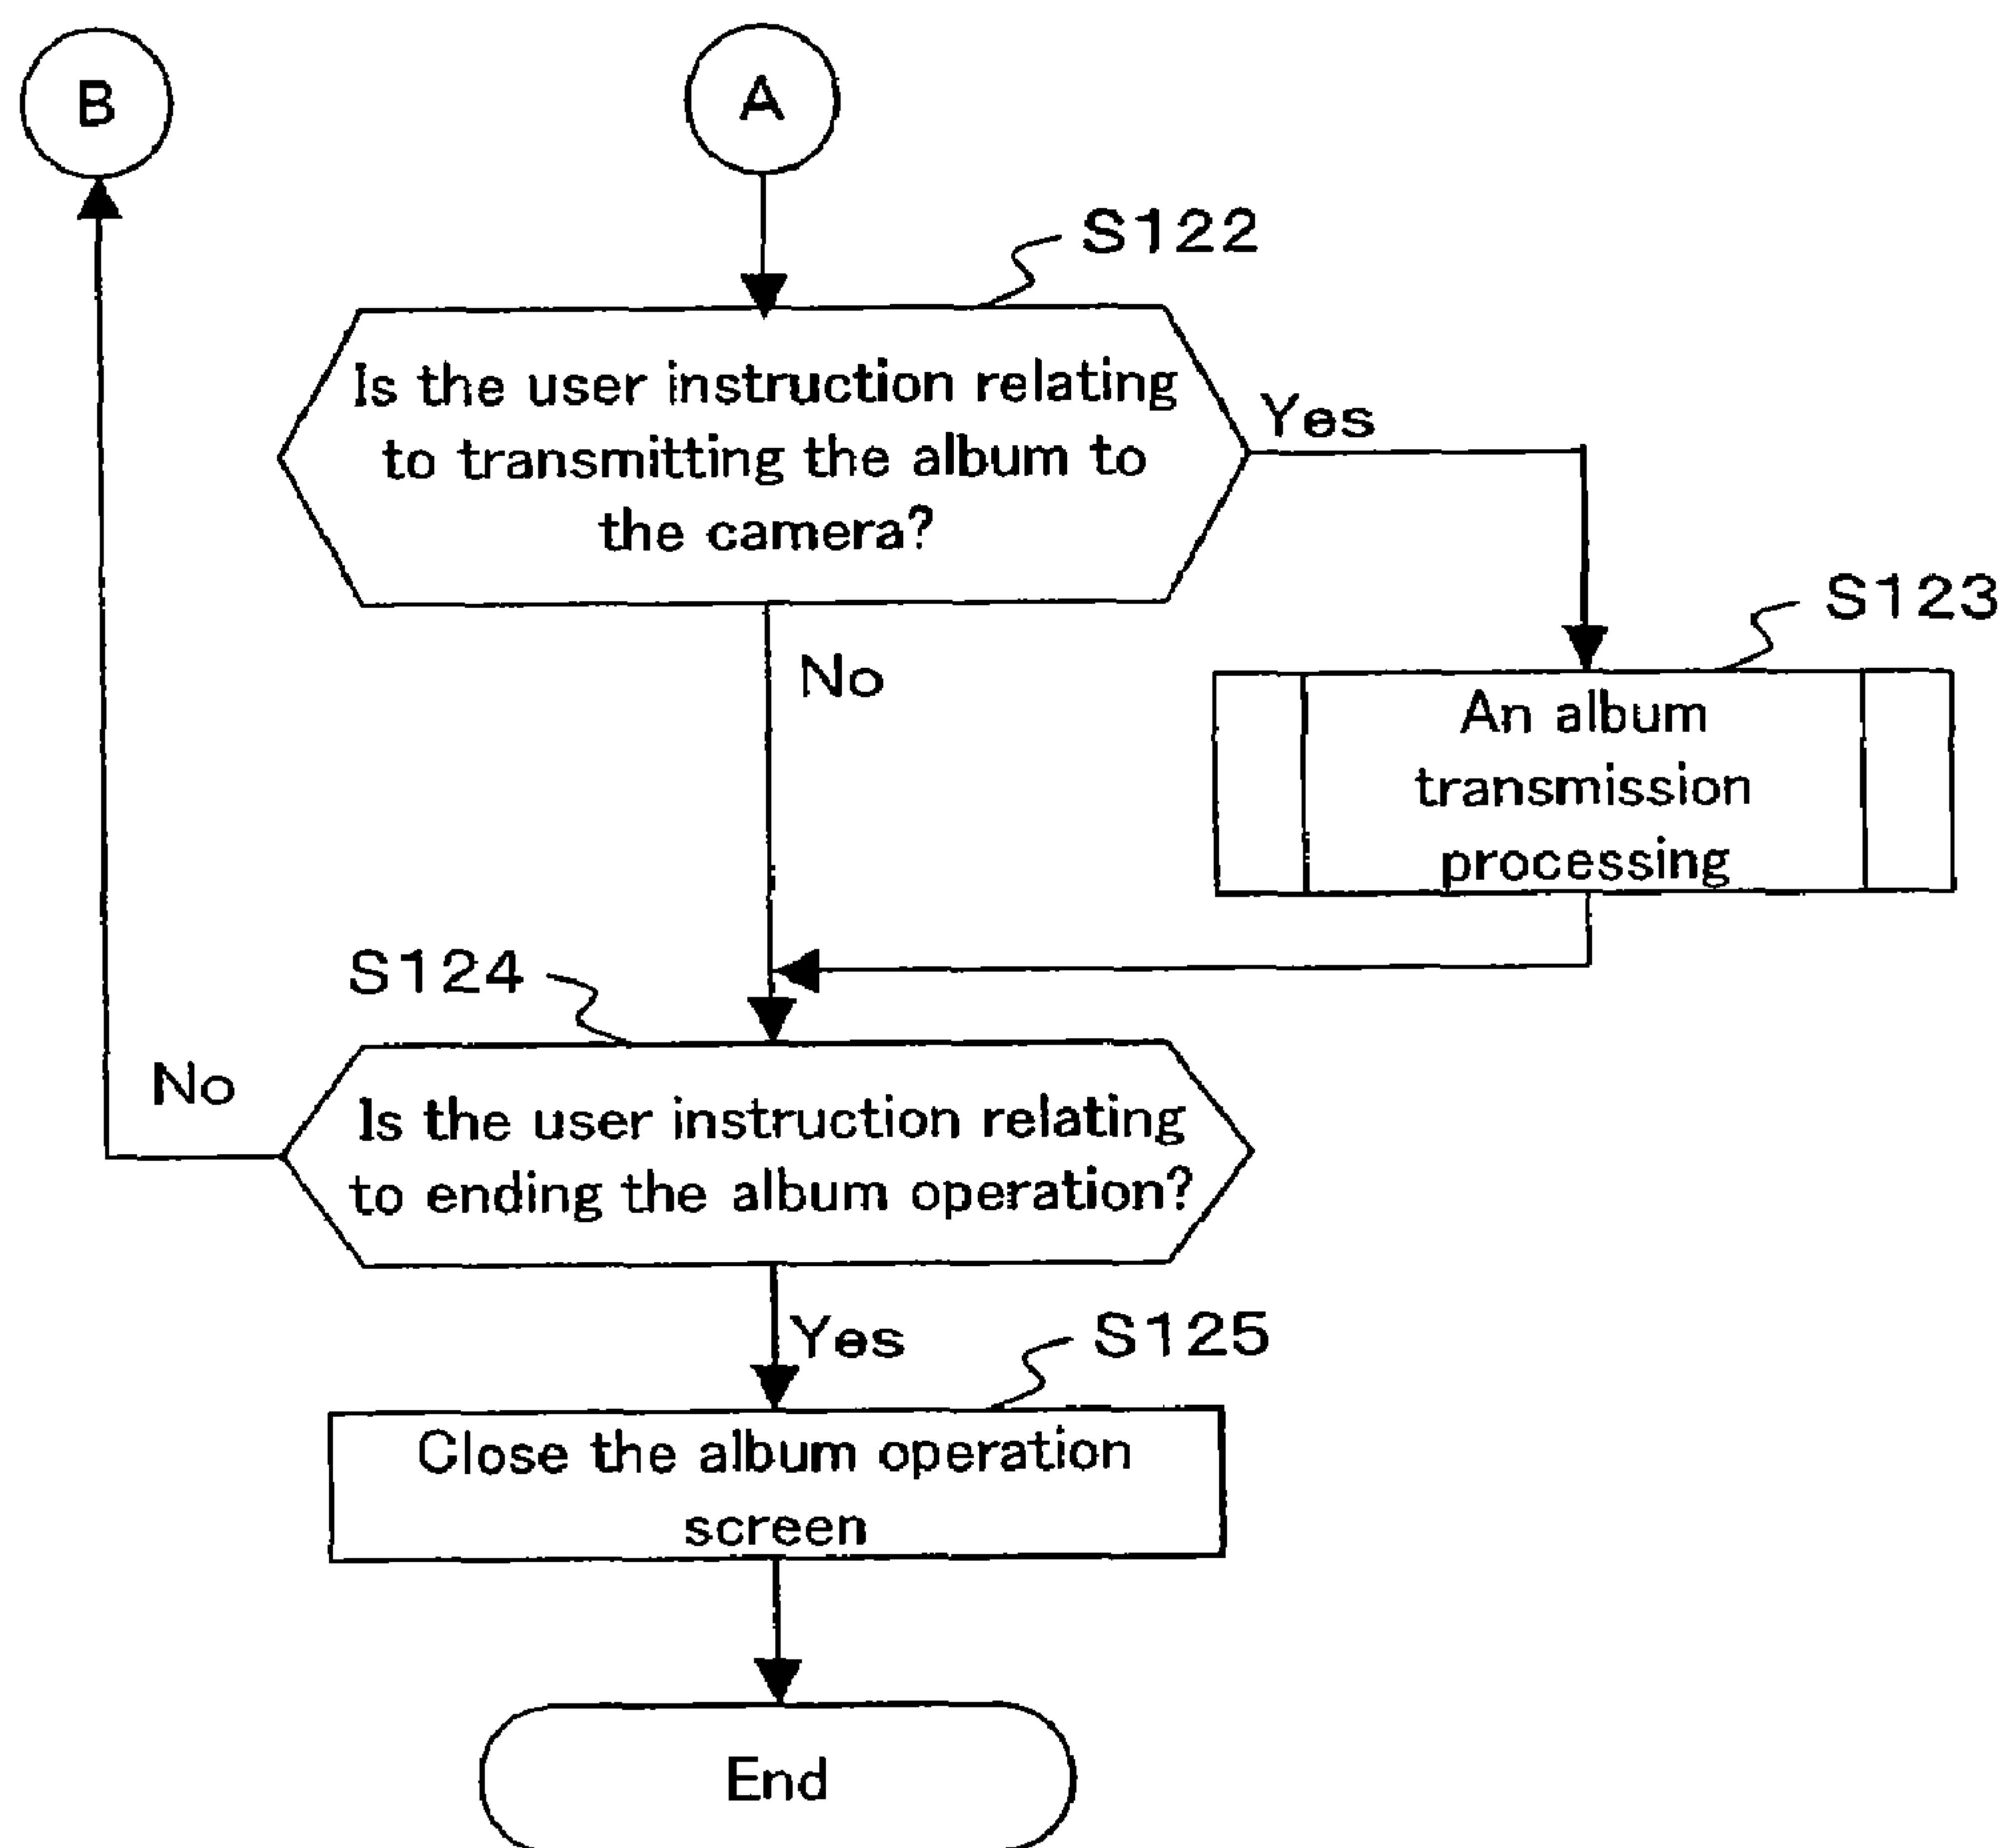 B
A
S122
Is the user instruction relating
to transmitting the album to
the camera?
Yes
No
S123
An album
transmission
processing
S124
No
Is the user instruction relating
to ending the album operation?
Yes
S125
Close the album operation
screen
End